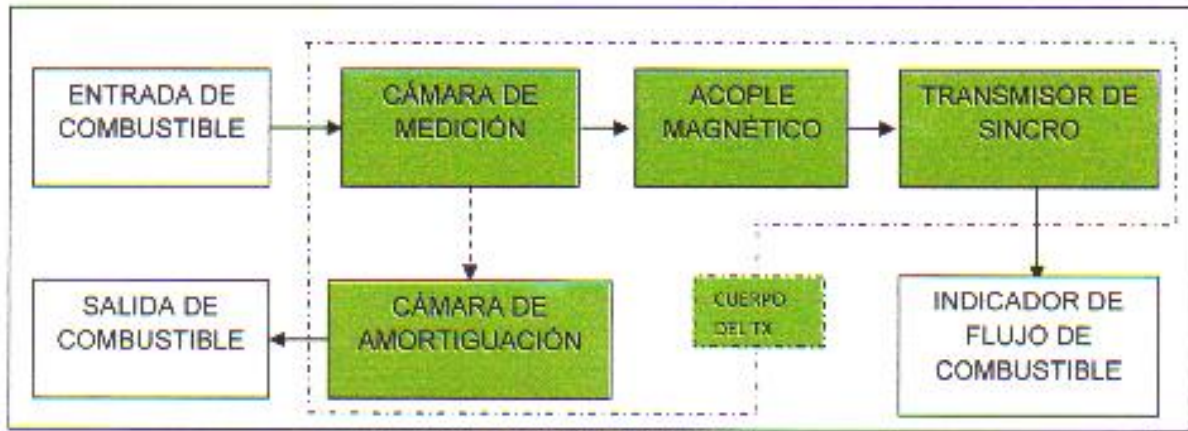 ENTRADA DE
COMBUSTIBLE
CÁMARA DE
MEDICIÓN
ACOPLE
MAGNÉTICO
TRANSMISOR DE
SINCRO
SALIDA DE
COMBUSTIBLE
CÁMARA DE
AMORTIGUACIÓN
CUERPO
DEL TX
INDICADOR DE
FLUJO DE
COMBUSTIBLE